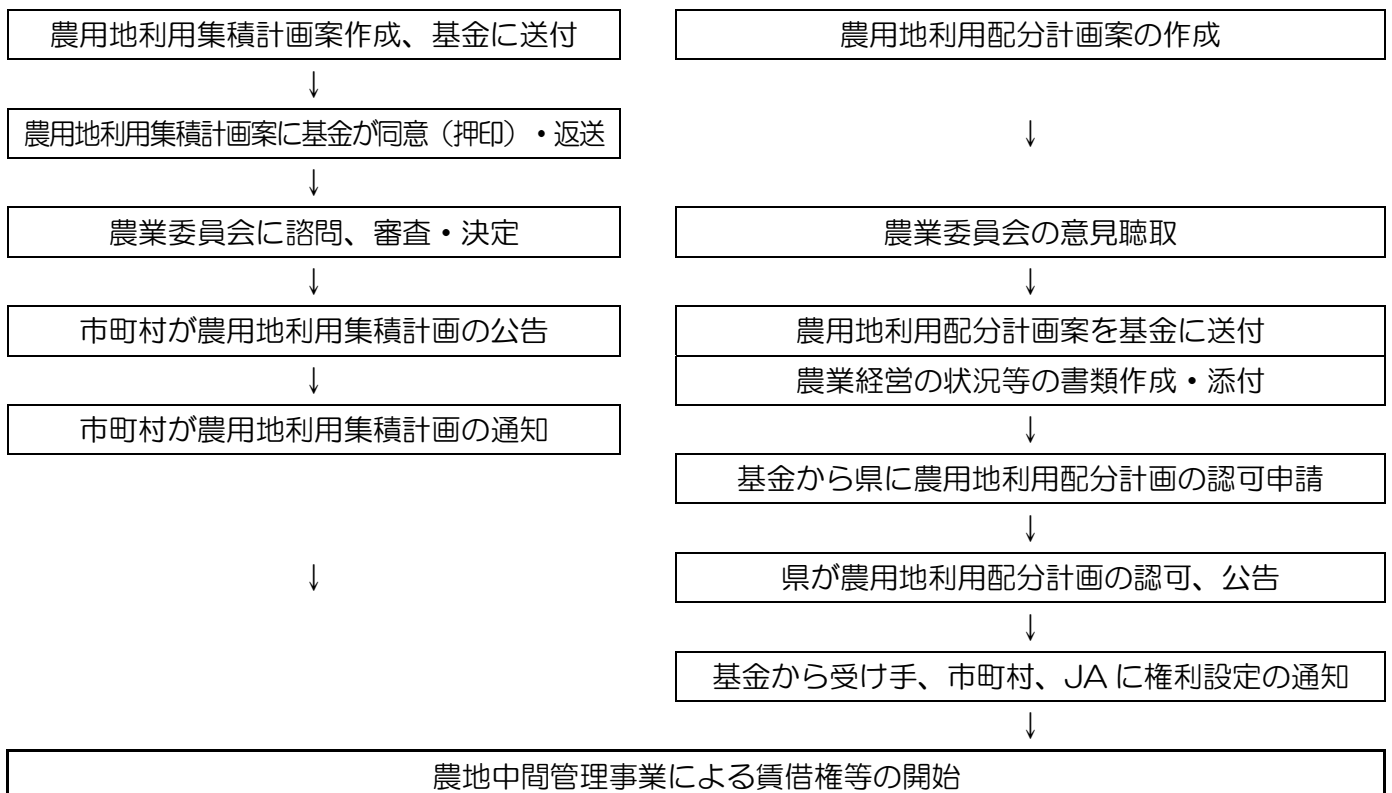 農用地利用集積計画案作成、基金に送付
↓
農用地利用集積計画案に基金が同意（押印）・返送
↓
農業委員会に諮問、審査・決定
↓
市町村が農用地利用集積計画の公告
↓
市町村が農用地利用集積計画の通知
↓
農用地利用配分計画案の作成
↓
農業委員会の意見聴取
↓
農用地利用配分計画案を基金に送付
農業経営の状況等の書類作成・添付
↓
基金から県に農用地利用配分計画の認可申請
↓
県が農用地利用配分計画の認可、公告
↓
基金から受け手、市町村、JAに権利設定の通知
↓
農地中間管理事業による賃借権等の開始